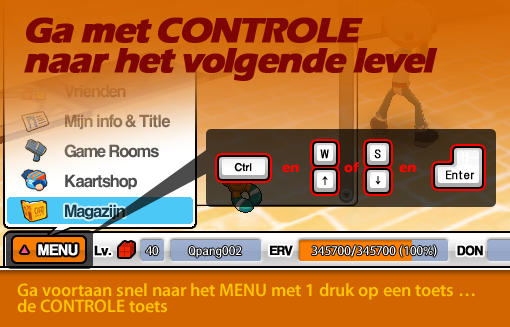 Ga met CONTROLE
naar het volgende level
Vrienden
Mijn info & Title
Game Rooms
Kaartshop
Magazijn
Ctrl en W ↑ of S ↓ en Enter
MENU Lv. 40 Qpang002 ERV 345700/345700 (100%) DON
Ga voortaan snel naar het MENU met 1 druk op een toets ...
de CONTROLE toets